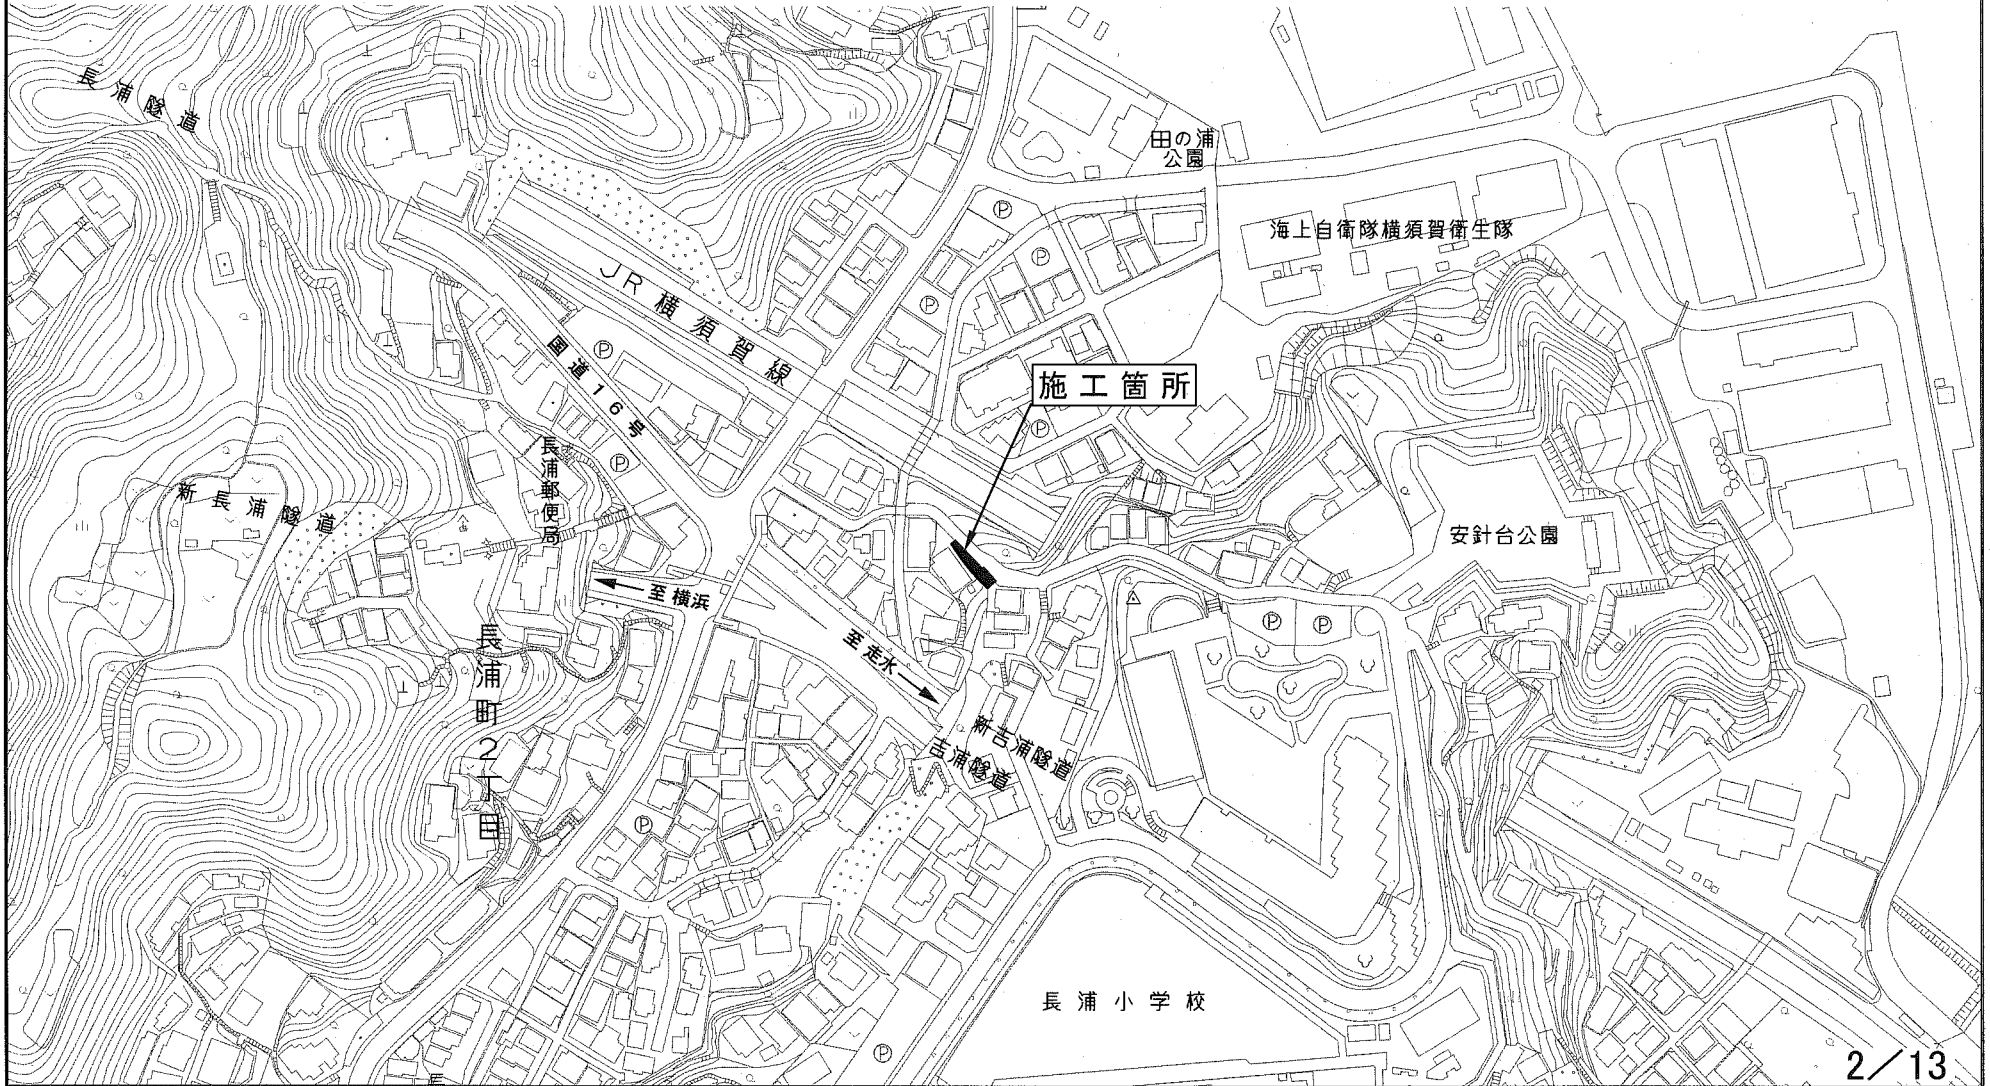 長浦隧道
田の浦
公園
海上自衛隊横須賀衛生隊
JR横須賀線
国道16号
施工箇所
長浦郵便局
新長浦隧道
安針台公園
←至横浜
至走水→
長浦町2丁目
新吉浦隧道
吉浦隧道
長浦小学校
Ⓟ
Ⓟ
Ⓟ
Ⓟ
Ⓟ
Ⓟ
Ⓟ
Ⓟ
Ⓟ
Ⓟ
長
2/13